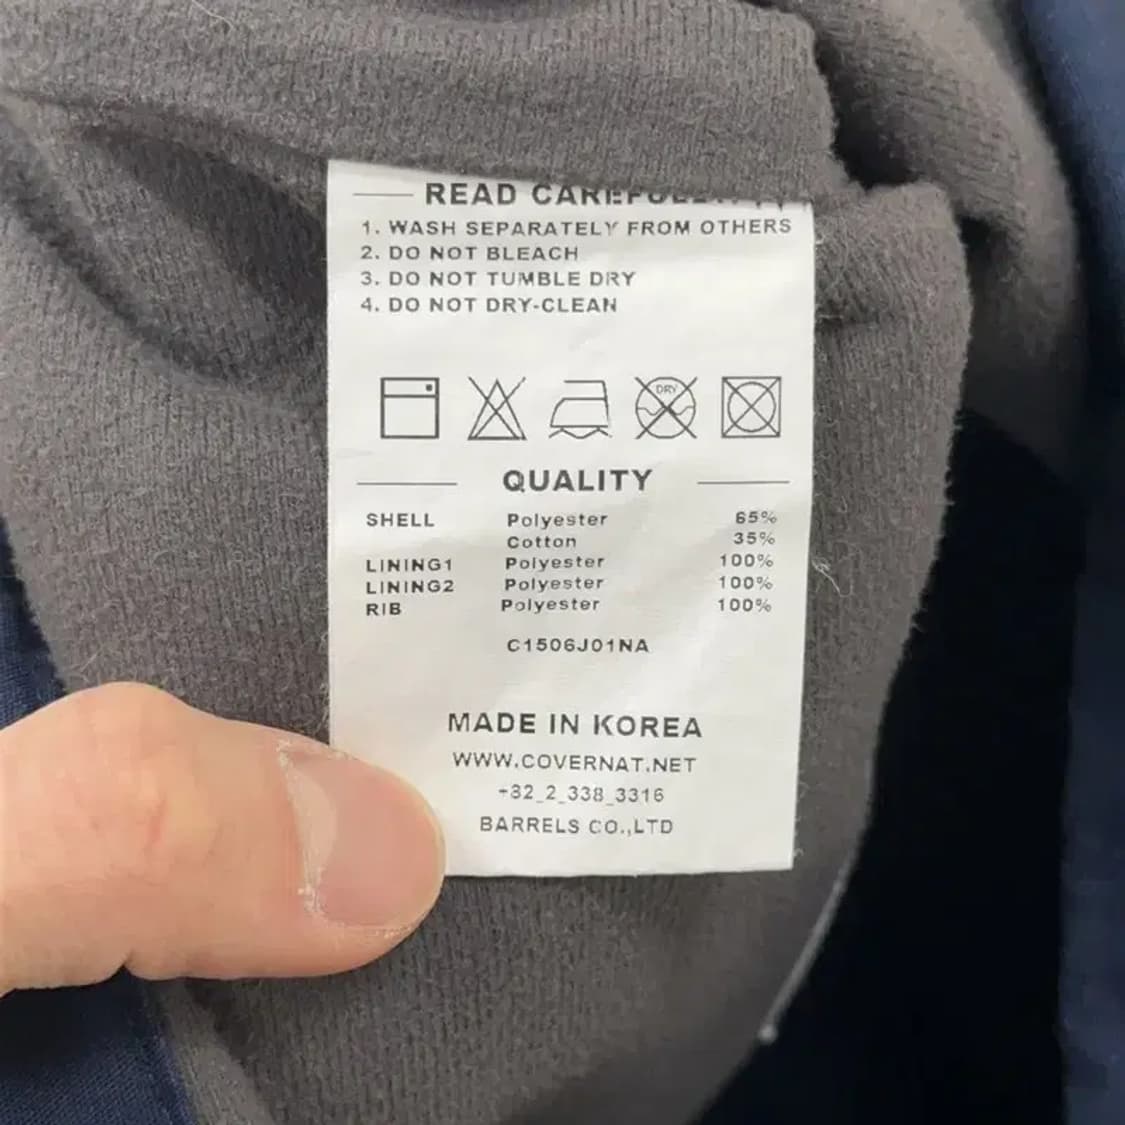 READ CAREFULLY !!
1. WASH SEPARATELY FROM OTHERS
2. DO NOT BLEACH
3. DO NOT TUMBLE DRY
4. DO NOT DRY-CLEAN
DRY
QUALITY
SHELL Polyester 65%
Cotton 35%
LINING1 Polyester 100%
LINING2 Polyester 100%
RIB Polyester 100%
C1506J01NA
MADE IN KOREA
WWW.COVERNAT.NET
+82_2_338_3316
BARRELS CO.,LTD